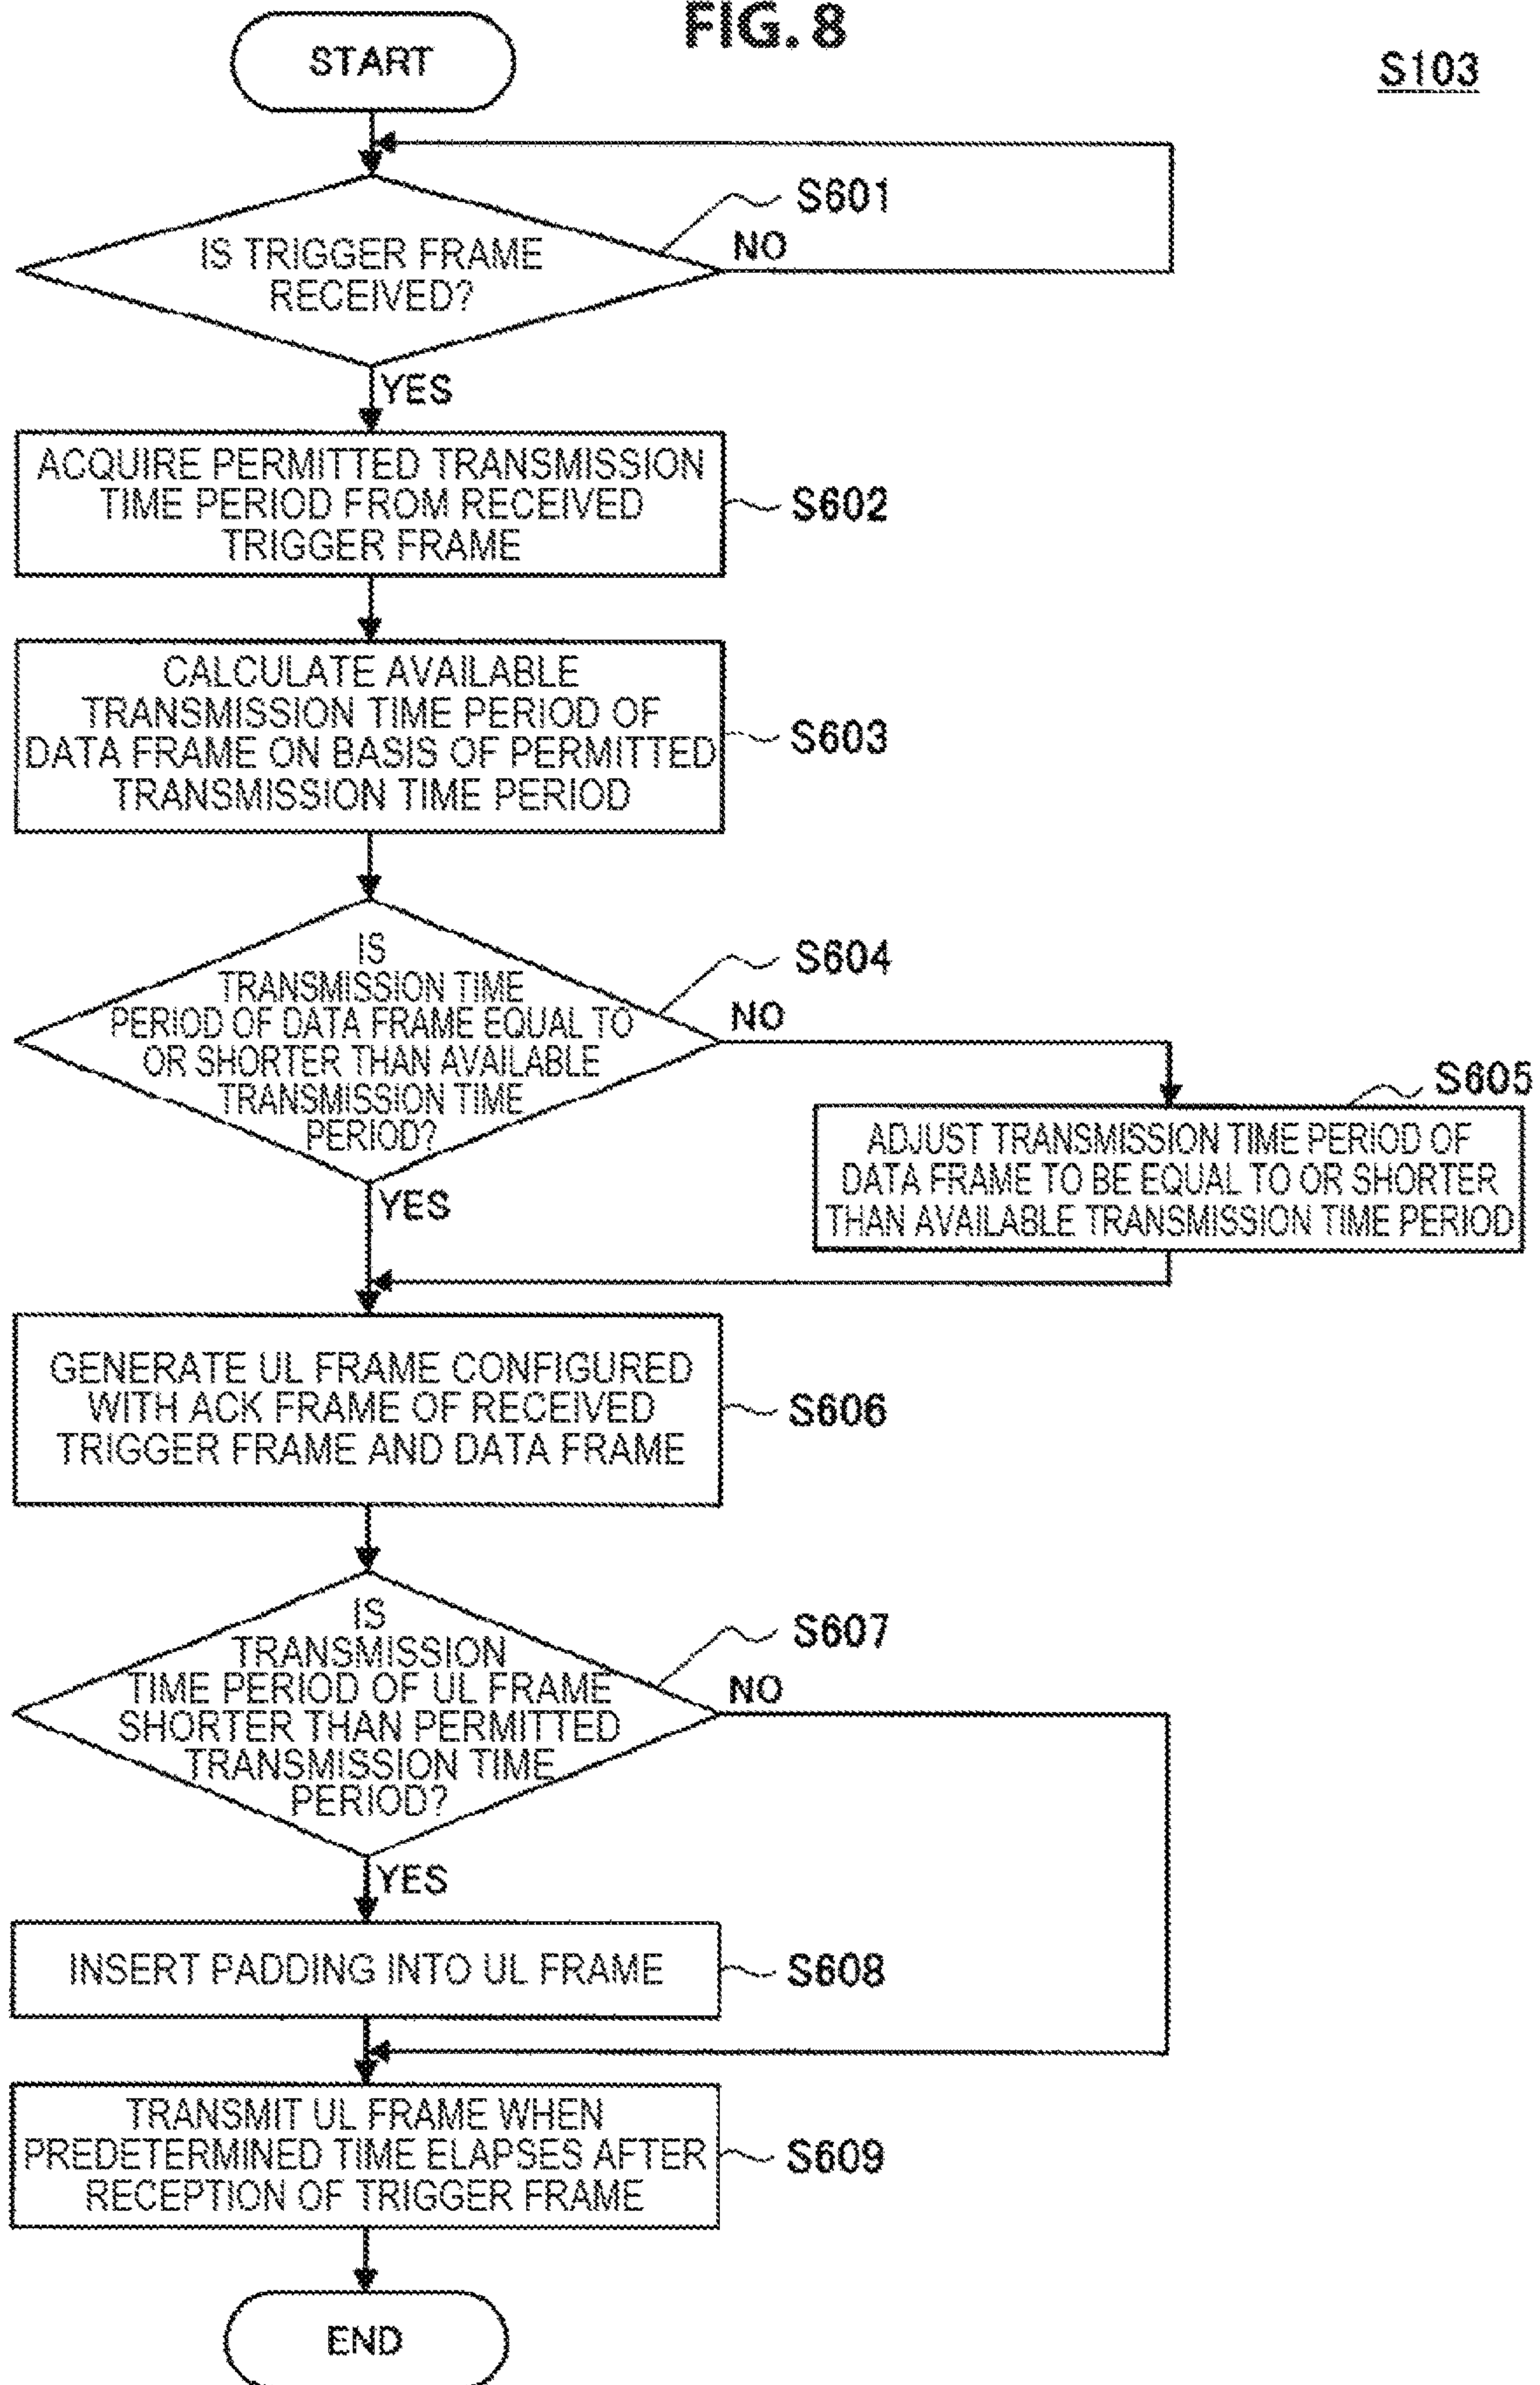 FIG. 8
S103
START
S601
IS TRIGGER FRAME
RECEIVED?
NO
YES
ACQUIRE PERMITTED TRANSMISSION
TIME PERIOD FROM RECEIVED
TRIGGER FRAME
S602
CALCULATE AVAILABLE
TRANSMISSION TIME PERIOD OF
DATA FRAME ON BASIS OF PERMITTED
TRANSMISSION TIME PERIOD
S603
IS
TRANSMISSION TIME
PERIOD OF DATA FRAME EQUAL TO
OR SHORTER THAN AVAILABLE
TRANSMISSION TIME
PERIOD?
S604
NO
YES
S605
ADJUST TRANSMISSION TIME PERIOD OF
DATA FRAME TO BE EQUAL TO OR SHORTER
THAN AVAILABLE TRANSMISSION TIME PERIOD
GENERATE UL FRAME CONFIGURED
WITH ACK FRAME OF RECEIVED
TRIGGER FRAME AND DATA FRAME
S606
IS
TRANSMISSION
TIME PERIOD OF UL FRAME
SHORTER THAN PERMITTED
TRANSMISSION TIME
PERIOD?
S607
NO
YES
INSERT PADDING INTO UL FRAME
S608
TRANSMIT UL FRAME WHEN
PREDETERMINED TIME ELAPSES AFTER
RECEPTION OF TRIGGER FRAME
S609
END